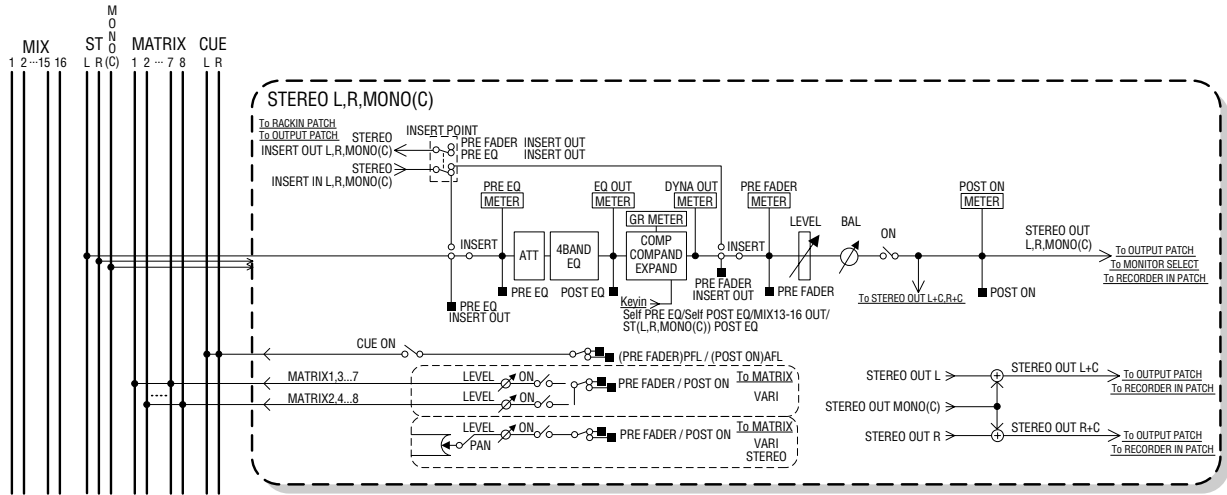 MIX
1 2 ··· 15 16
ST
L R
MONO
(C)
MATRIX
1 2 ··· 7 8
CUE
L R
STEREO L,R,MONO(C)
To RACKIN PATCH
To OUTPUT PATCH
STEREO
INSERT OUT L,R,MONO(C)
STEREO
INSERT IN L,R,MONO(C)
INSERT POINT
PRE FADER INSERT OUT
PRE EQ INSERT OUT
PRE EQ
METER
EQ OUT
METER
DYNA OUT
METER
PRE FADER
METER
POST ON
METER
GR METER
INSERT
ATT
4BAND
EQ
COMP
COMPAND
EXPAND
INSERT
LEVEL
BAL
ON
STEREO OUT
L,R,MONO(C)
To OUTPUT PATCH
To MONITOR SELECT
To RECORDER IN PATCH
PRE EQ
INSERT OUT
PRE EQ
POST EQ
PRE FADER
INSERT OUT
PRE FADER
To STEREO OUT L+C,R+C
POST ON
Keyin
Self PRE EQ/Self POST EQ/MIX13-16 OUT/
ST(L,R,MONO(C)) POST EQ
CUE ON
(PRE FADER)PFL / (POST ON)AFL
MATRIX1,3...7
LEVEL
ON
MATRIX2,4...8
LEVEL
ON
PRE FADER / POST ON
To MATRIX
VARI
LEVEL
ON
PAN
PRE FADER / POST ON
To MATRIX
VARI
STEREO
STEREO OUT L
STEREO OUT L+C
To OUTPUT PATCH
To RECORDER IN PATCH
STEREO OUT MONO(C)
STEREO OUT R
STEREO OUT R+C
To OUTPUT PATCH
To RECORDER IN PATCH